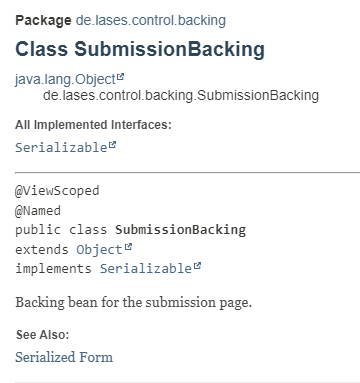 Package de.lases.control.backing
Class SubmissionBacking
java.lang.Object
de.lases.control.backing.SubmissionBacking
All Implemented Interfaces:
Serializable
@ViewScoped
@Named
public class SubmissionBacking
extends Object
implements Serializable
Backing bean for the submission page.
See Also:
Serialized Form